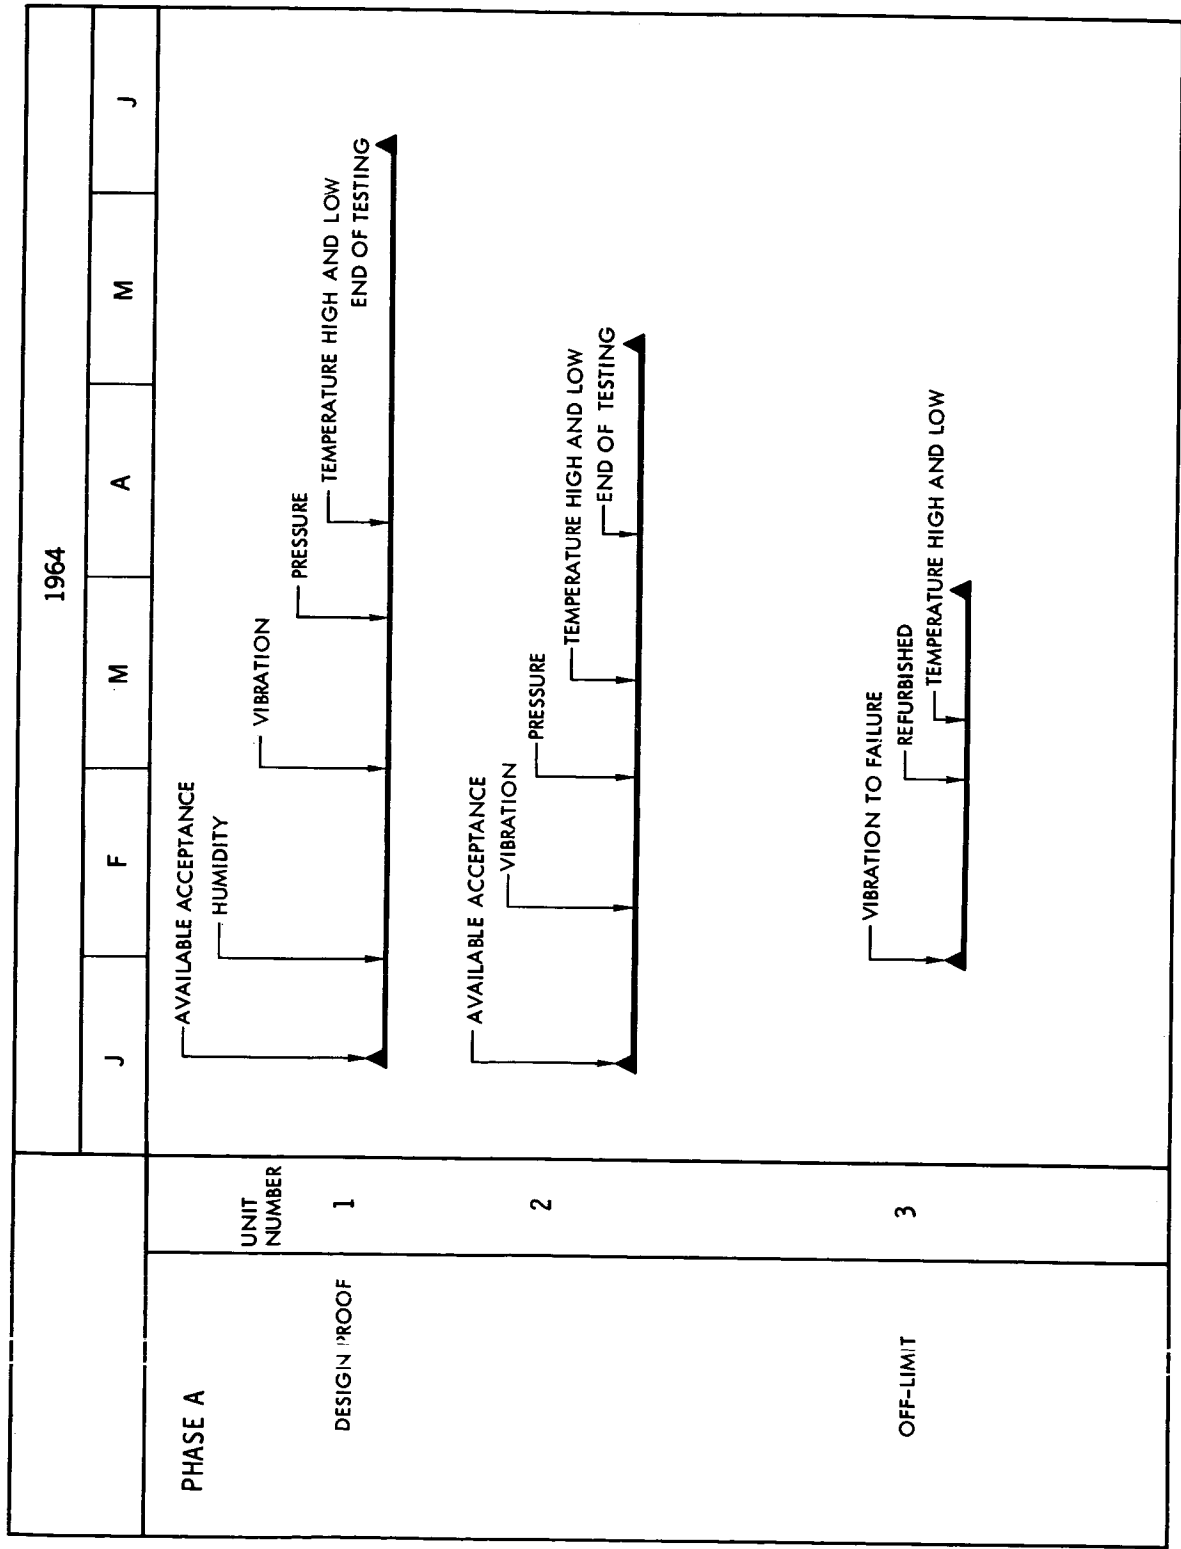 1964
J F M A M J
PHASE A
UNIT
NUMBER
DESIGN PROOF
1
AVAILABLE ACCEPTANCE
HUMIDITY
VIBRATION
PRESSURE
TEMPERATURE HIGH AND LOW
END OF TESTING
2
AVAILABLE ACCEPTANCE
VIBRATION
PRESSURE
TEMPERATURE HIGH AND LOW
END OF TESTING
OFF-LIMIT
3
VIBRATION TO FAILURE
REFURBISHED
TEMPERATURE HIGH AND LOW